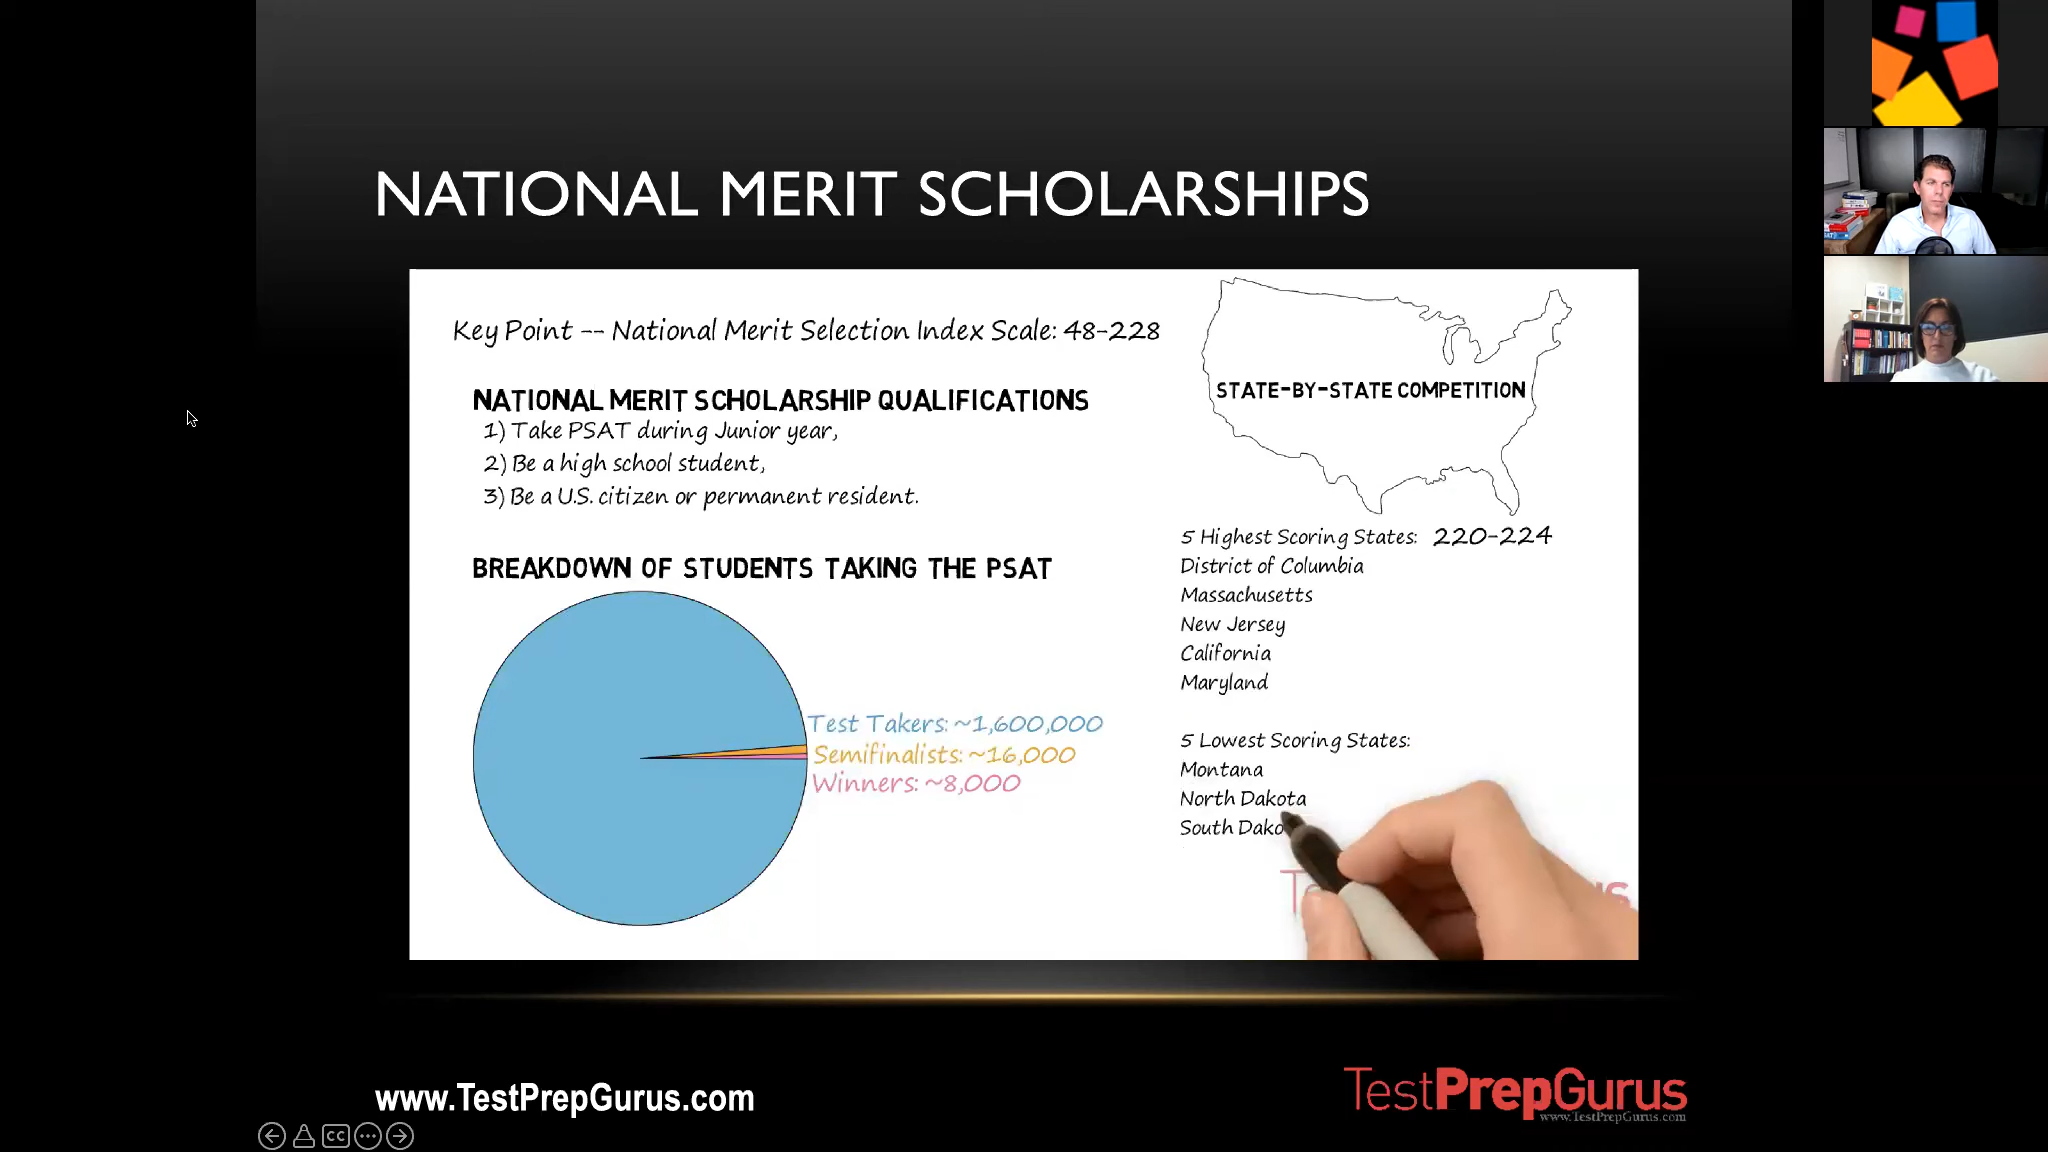 NATIONAL MERIT SCHOLARSHIPS
Key Point -- National Merit Selection Index Scale: 48-228
NATIONAL MERIT SCHOLARSHIP QUALIFICATIONS
1) Take PSAT during Junior year,
2) Be a high school student,
3) Be a U.S. citizen or permanent resident.
BREAKDOWN OF STUDENTS TAKING THE PSAT
Test Takers: ~1,600,000
Semifinalists: ~16,000
Winners: ~8,000
STATE-BY-STATE COMPETITION
5 Highest Scoring States: 220-224
District of Columbia
Massachusetts
New Jersey
California
Maryland
5 Lowest Scoring States:
Montana
North Dakota
South Dako
www.TestPrepGurus.com
TestPrepGurus
www.TestPrepGurus.com
CC